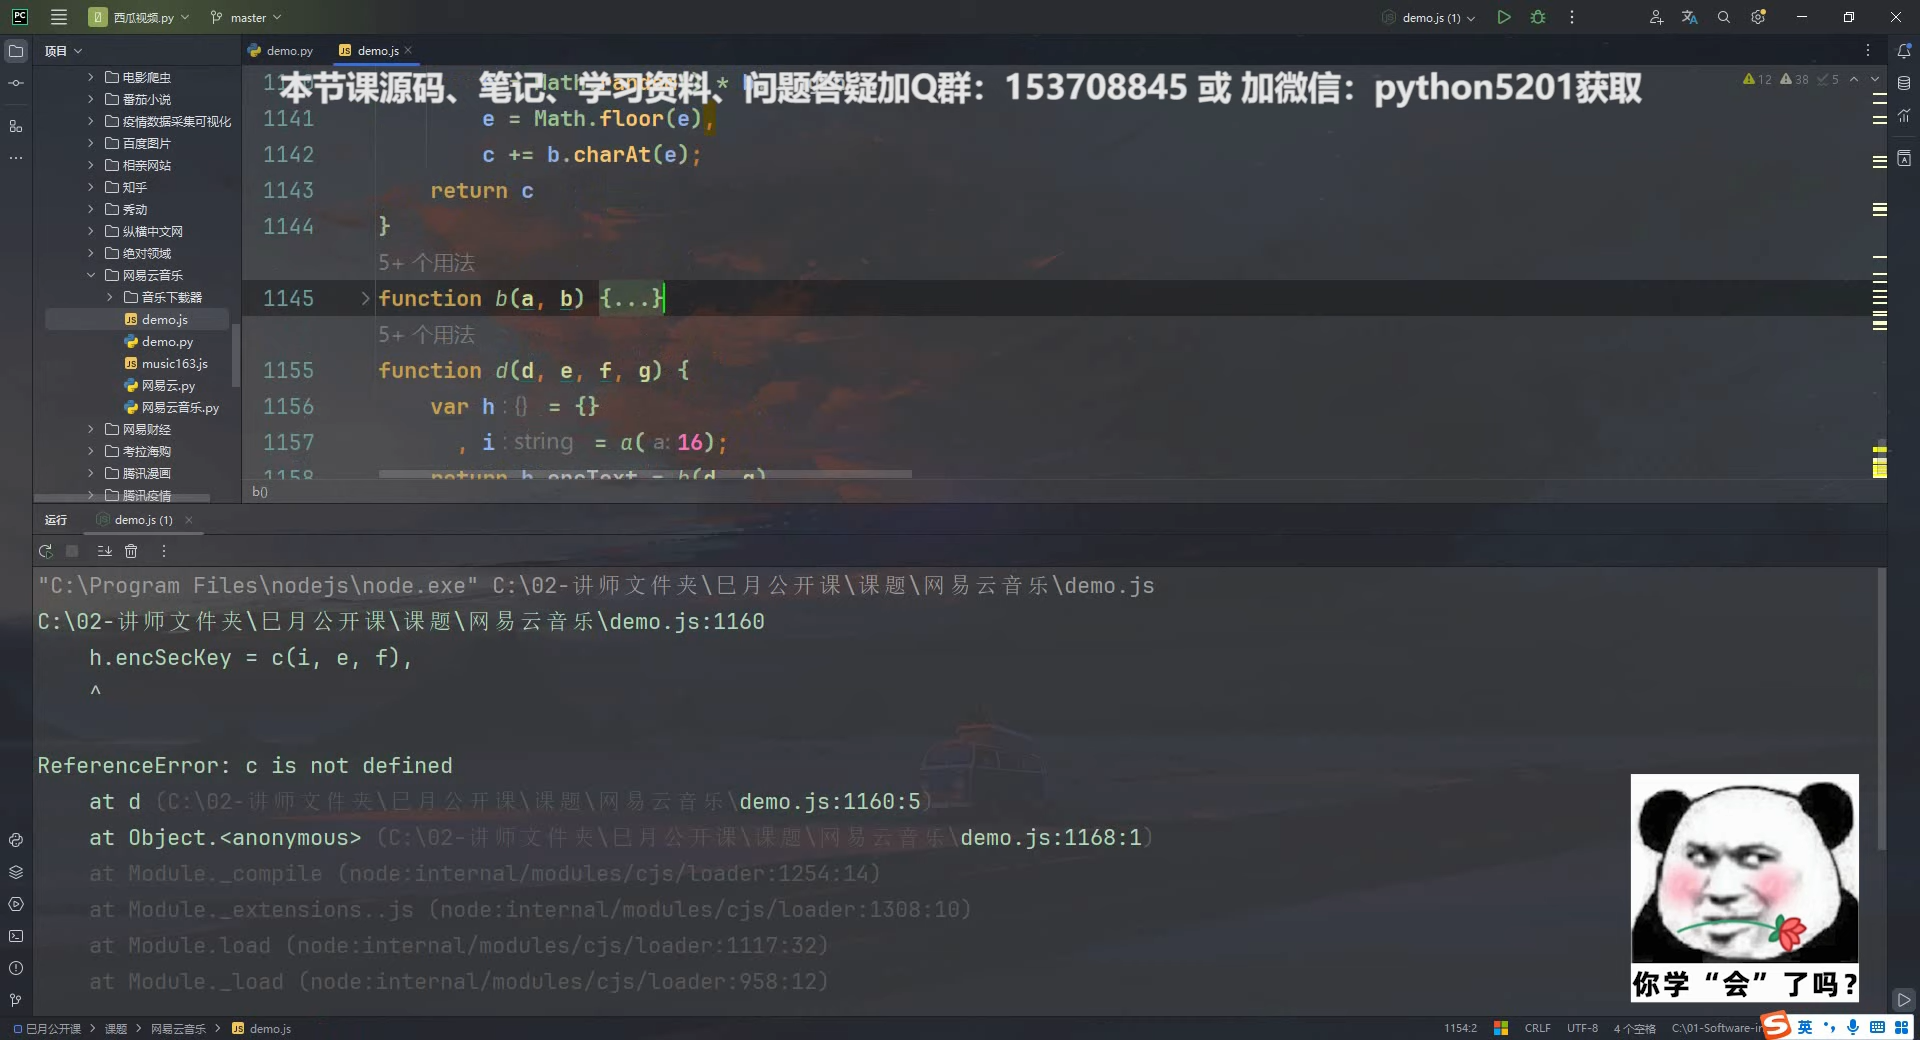 PC
西瓜视频.py
master
demo.js (1)
项目
demo.py
demo.js
电影爬虫
番茄小说
疫情数据采集可视化
百度图片
相亲网站
知乎
秀动
纵横中文网
绝对领域
网易云音乐
音乐下载器
demo.js
demo.py
music163.js
网易云.py
网易云音乐.py
网易财经
考拉海购
腾讯漫画
腾讯疫情
本节课源码、笔记、学习资料、问题答疑加Q群：153708845 或 加微信：python5201获取
12 38 5
1141 e = Math.floor(e),
1142 c += b.charAt(e);
1143 return c
1144 }
5+ 个用法
1145 function b(a, b) {...}
5+ 个用法
1155 function d(d, e, f, g) {
1156 var h : {} = {}
1157 , i : string = a( a: 16);
1158 return h.encText = b(d, g)
b()
运行
demo.js (1)
"C:\Program Files\nodejs\node.exe" C:\02-讲师文件夹\巳月公开课\课题\网易云音乐\demo.js
C:\02-讲师文件夹\巳月公开课\课题\网易云音乐\demo.js:1160
h.encSecKey = c(i, e, f),
^
ReferenceError: c is not defined
at d (C:\02-讲师文件夹\巳月公开课\课题\网易云音乐\demo.js:1160:5)
at Object.<anonymous> (C:\02-讲师文件夹\巳月公开课\课题\网易云音乐\demo.js:1168:1)
at Module._compile (node:internal/modules/cjs/loader:1254:14)
at Module._extensions..js (node:internal/modules/cjs/loader:1308:10)
at Module.load (node:internal/modules/cjs/loader:1117:32)
at Module._load (node:internal/modules/cjs/loader:958:12)
你学“会”了吗?
巳月公开课 > 课题 > 网易云音乐 > demo.js
1154:2 CRLF UTF-8 4 个空格 C:\01-Software-in
英